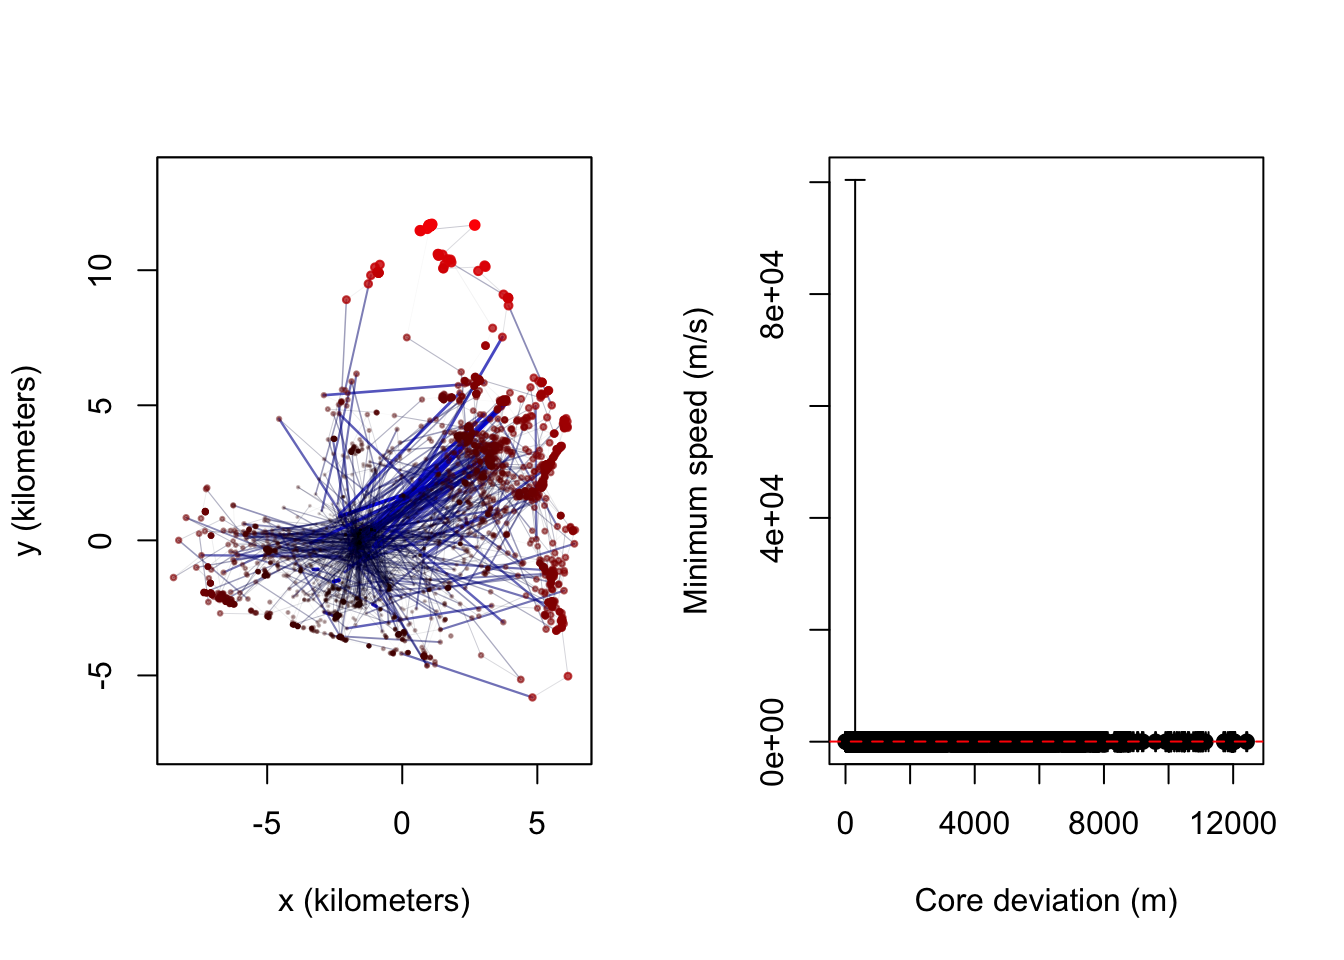 10
5
0
-5
y (kilometers)
-5 0 5
x (kilometers)
8e+04
4e+04
0e+00
Minimum speed (m/s)
0 4000 8000 12000
Core deviation (m)